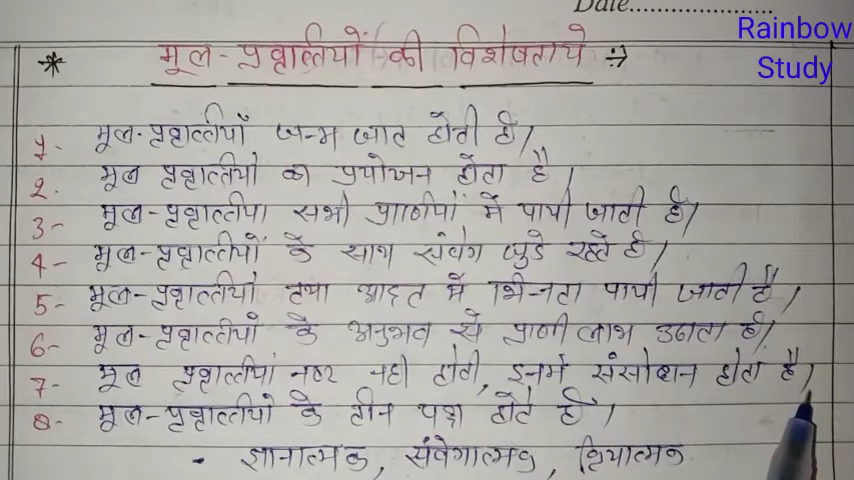 Date.....................
Rainbow
Study
* मूल-प्रवृात्तियों की विशेषताये ÷
1- मूल-प्रवृात्तियाँ जन्म जात होती है।
2. मूल प्रवृात्तियो का प्रयोजन होता है।
3- मूल-प्रवृात्तिया सभी प्राणीयों में पायी जाती है।
4- मूल-प्रवृात्तियों के साथ संवेग जुडे रहते है।
5- मूल-प्रवृात्तियो तथा आदत में भिन्नता पायी जाती है।
6- मूल-प्रवृात्तियो के अनुभव से प्राणी लाभ उठाता है।
7- मूल प्रवृात्तियां नष्ट नही होती, इनमे संसोधन होता है।
8- मूल-प्रवृात्तियो के तीन पक्ष होते है।
- ज्ञानात्मक, संवेगात्मक, क्रियात्मक